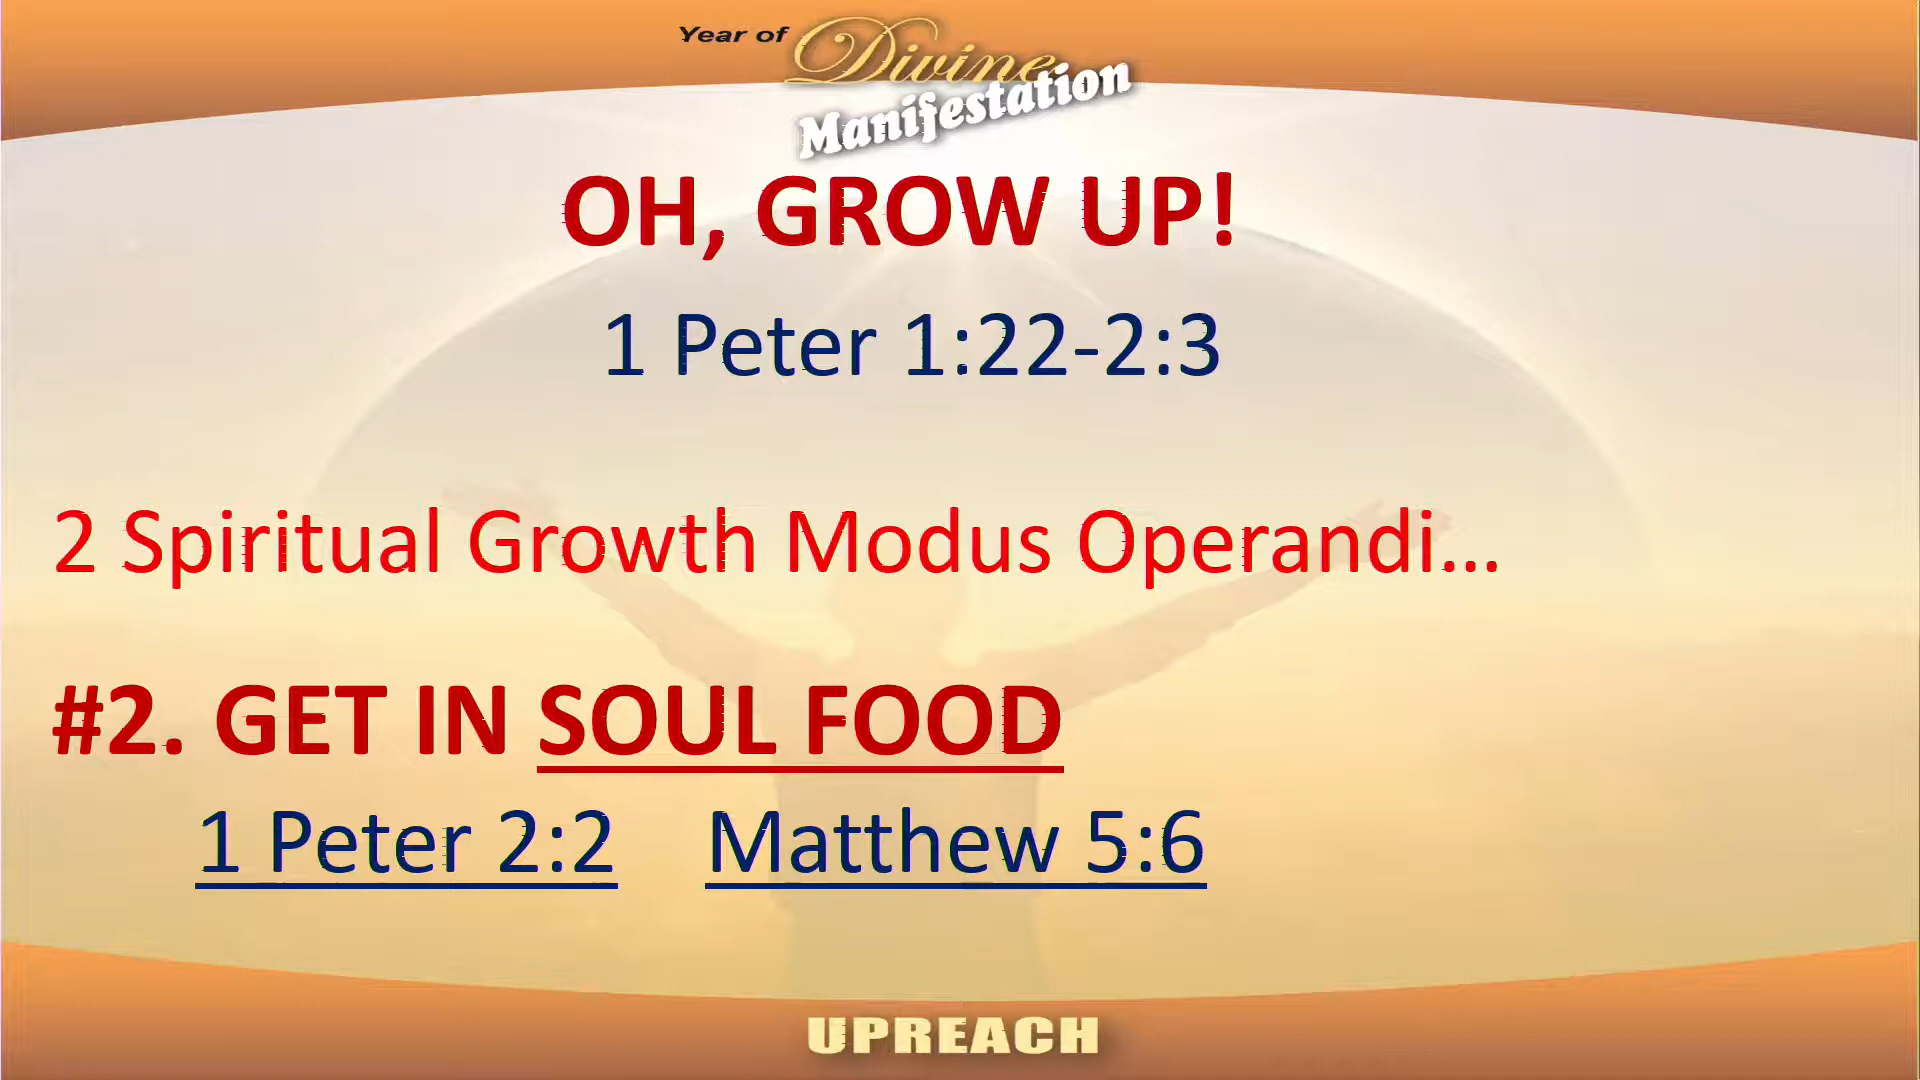 Year of Divine
Manifestation
OH, GROW UP!
1 Peter 1:22-2:3
2 Spiritual Growth Modus Operandi...
#2. GET IN SOUL FOOD
1 Peter 2:2 Matthew 5:6
UPREACH